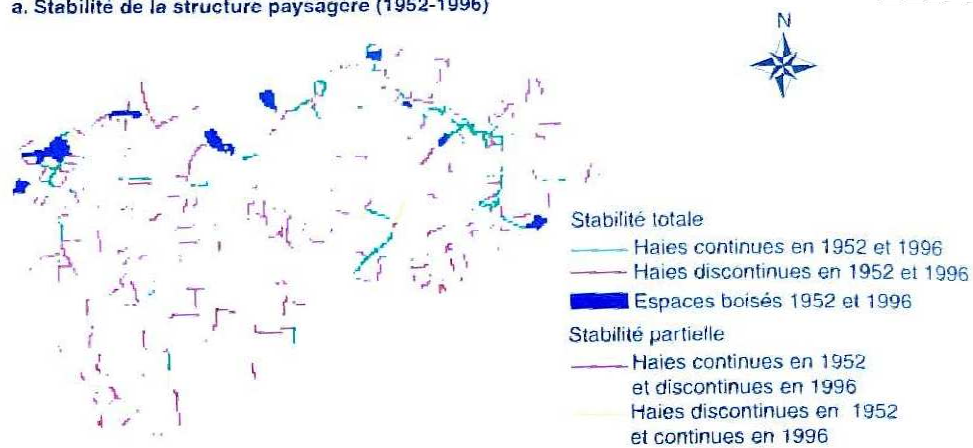 a. Stabilité de la structure paysagère (1952-1996)
N
Stabilité totale
Haies continues en 1952 et 1996
Haies discontinues en 1952 et 1996
Espaces boisés 1952 et 1996
Stabilité partielle
Haies continues en 1952
et discontinues en 1996
Haies discontinues en 1952
et continues en 1996